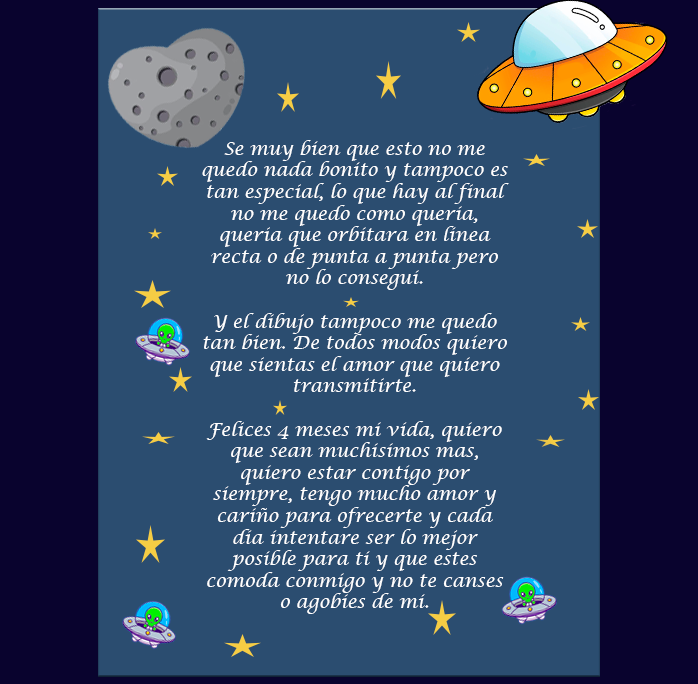 Se muy bien que esto no me
quedo nada bonito y tampoco es
tan especial, lo que hay al final
no me quedo como quería,
quería que orbitara en línea
recta o de punta a punta pero
no lo conseguí.
Y el dibujo tampoco me quedo
tan bien. De todos modos quiero
que sientas el amor que quiero
transmitirte.
Felices 4 meses mi vida, quiero
que sean muchisimos mas,
quiero estar contigo por
siempre, tengo mucho amor y
cariño para ofrecerte y cada
día intentare ser lo mejor
posible para ti y que estes
comoda conmigo y no te canses
o agobies de mi.